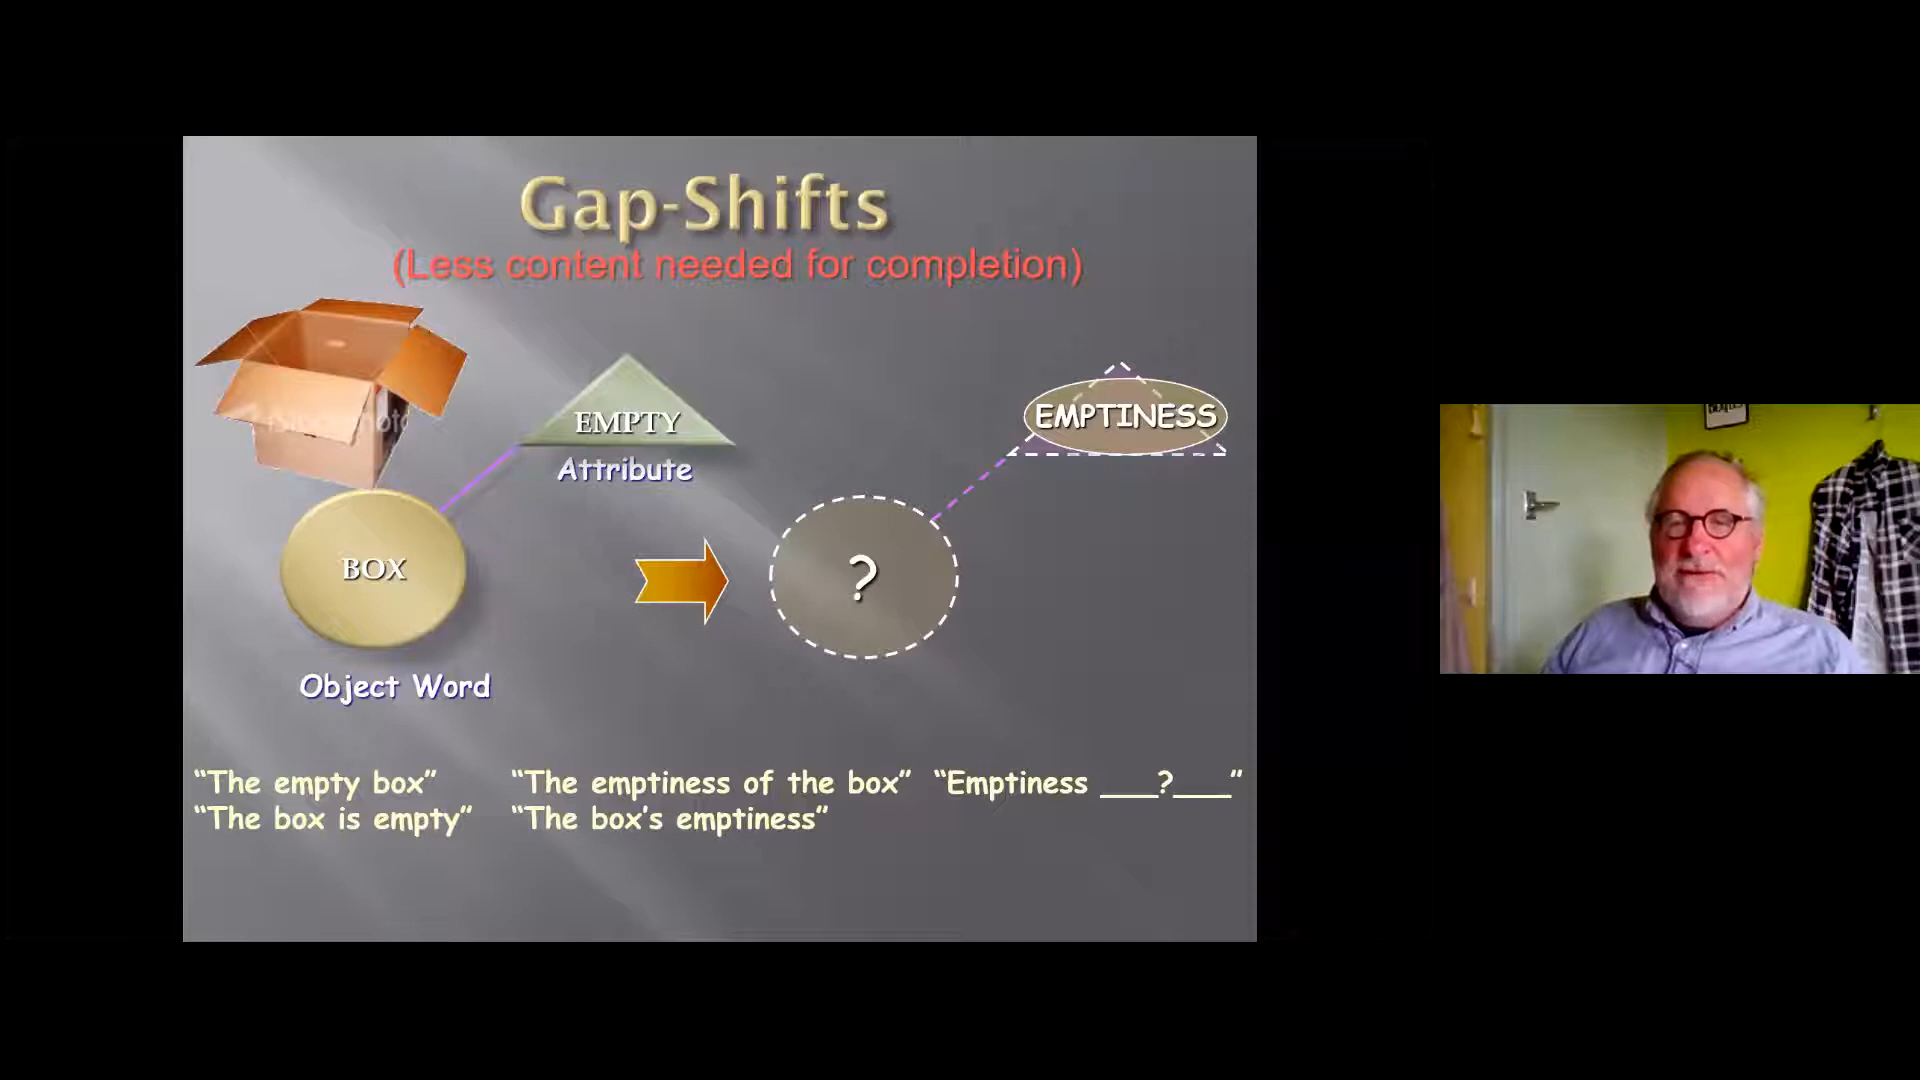 Gap-Shifts
(Less content needed for completion)
EMPTY
Attribute
EMPTINESS
BOX
?
Object Word
“The empty box” “The emptiness of the box” “Emptiness ___?___”
“The box is empty” “The box’s emptiness”